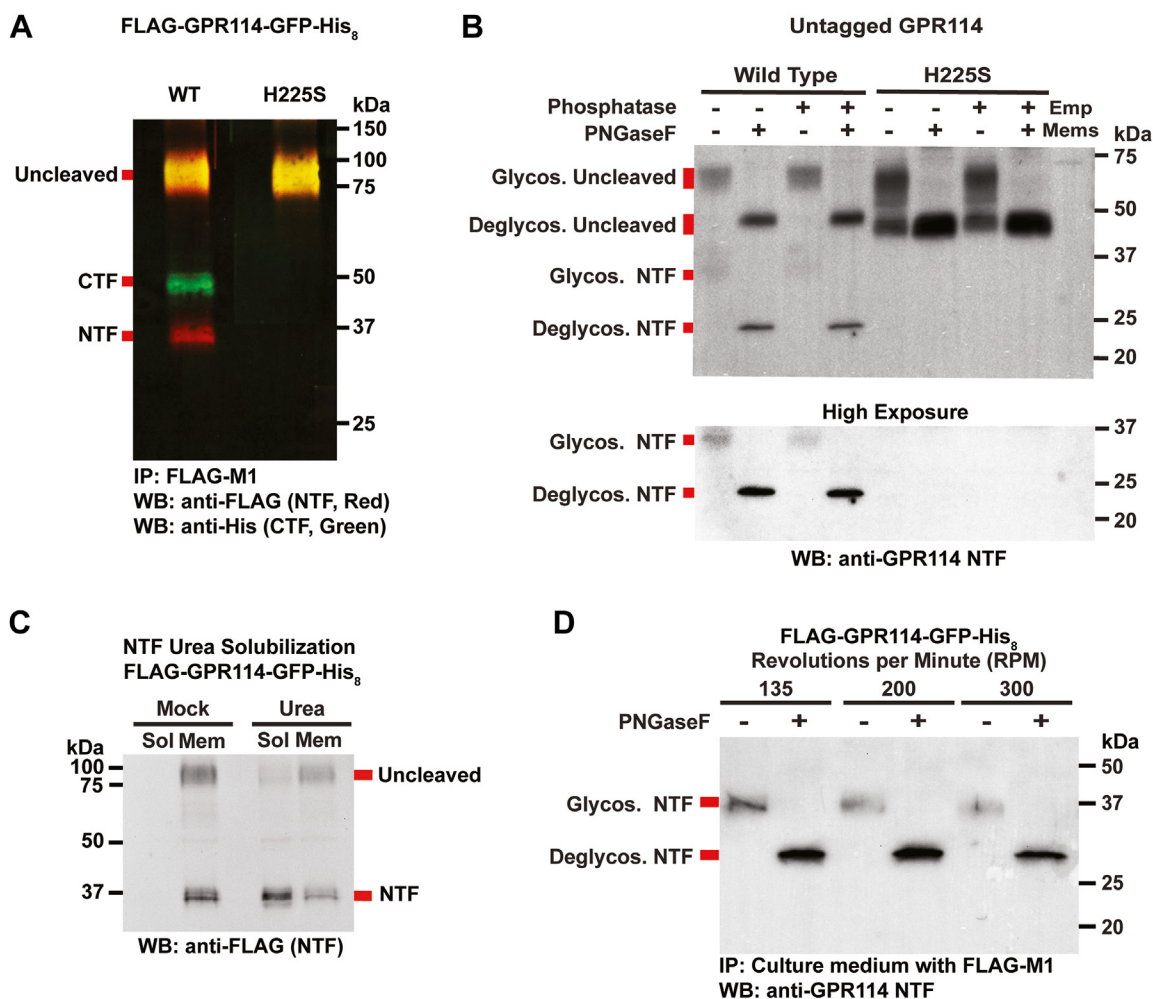 A
FLAG-GPR114-GFP-His8
WT H225S
kDa
150
100
Uncleaved
75
CTF
50
NTF
37
25
IP: FLAG-M1
WB: anti-FLAG (NTF, Red)
WB: anti-His (CTF, Green)
B
Untagged GPR114
Wild Type H225S
Phosphatase - - + + - - + + Emp
PNGaseF - + - + - + - + Mems
kDa
75
Glycos. Uncleaved
50
Deglycos. Uncleaved
37
Glycos. NTF
25
Deglycos. NTF
20
High Exposure
37
Glycos. NTF
25
Deglycos. NTF
20
WB: anti-GPR114 NTF
C
NTF Urea Solubilization
FLAG-GPR114-GFP-His8
Mock Urea
kDa Sol Mem Sol Mem
100
75
Uncleaved
50
37
NTF
WB: anti-FLAG (NTF)
D
FLAG-GPR114-GFP-His8
Revolutions per Minute (RPM)
135 200 300
PNGaseF - + - + - +
kDa
50
Glycos. NTF 37
Deglycos. NTF
25
20
IP: Culture medium with FLAG-M1
WB: anti-GPR114 NTF